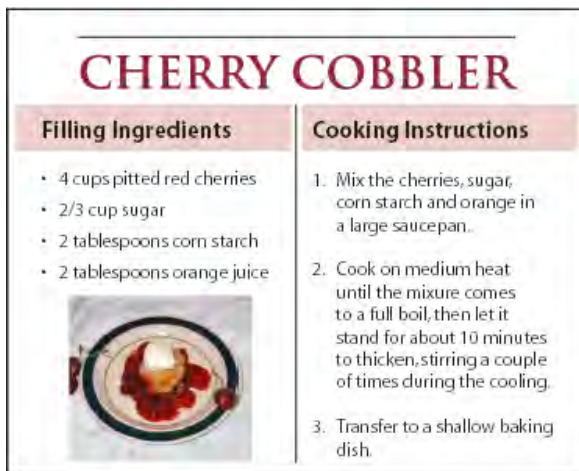 CHERRY COBBLER
Filling Ingredients
• 4 cups pitted red cherries
• 2/3 cup sugar
• 2 tablespoons corn starch
• 2 tablespoons orange juice
Cooking Instructions
1. Mix the cherries, sugar,
corn starch and orange in
a large saucepan.
2. Cook on medium heat
until the mixure comes
to a full boil, then let it
stand for about 10 minutes
to thicken, stirring a couple
of times during the cooling.
3. Transfer to a shallow baking
dish.